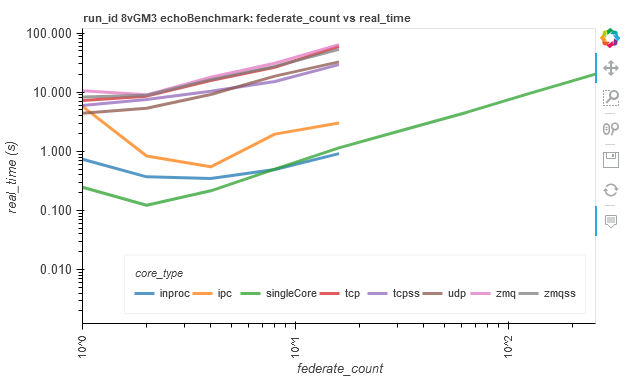 run_id 8vGM3 echoBenchmark: federate_count vs real_time
100.000
10.000
1.000
0.100
0.010
real_time (s)
core_type
inproc ipc singleCore tcp tcpss udp zmq zmqss
10^0 10^1 10^2
federate_count